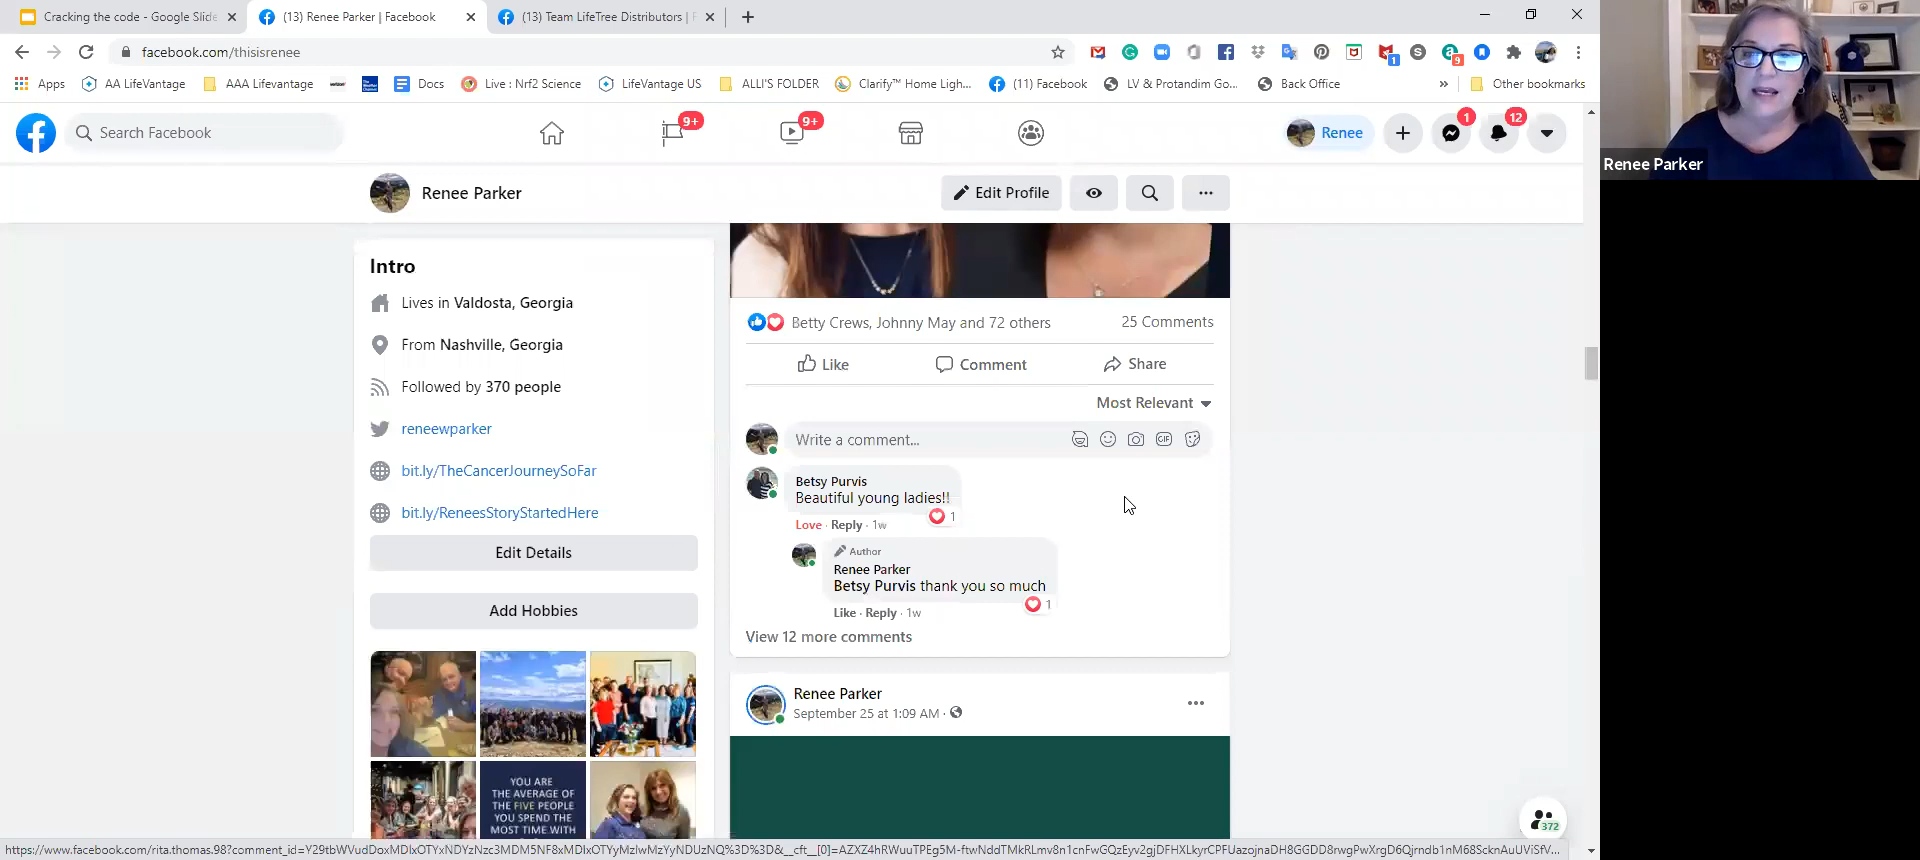 Cracking the code - Google Slide
(13) Renee Parker | Facebook
(13) Team LifeTree Distributors | F
facebook.com/thisisrenee
1
9
Apps
AA LifeVantage
AAA Lifevantage
Docs
Live : Nrf2 Science
LifeVantage US
ALLI'S FOLDER
Clarify™ Home Ligh...
(11) Facebook
LV & Protandim Go...
Back Office
»
Other bookmarks
Search Facebook
9+
9+
Renee
1
12
Renee Parker
Renee Parker
Edit Profile
Intro
Lives in Valdosta, Georgia
From Nashville, Georgia
Followed by 370 people
reneewparker
bit.ly/TheCancerJourneySoFar
bit.ly/ReneesStoryStartedHere
Edit Details
Add Hobbies
YOU ARE
THE AVERAGE OF
THE FIVE PEOPLE
YOU SPEND THE
MOST TIME WITH
Betty Crews, Johnny May and 72 others
25 Comments
Like
Comment
Share
Most Relevant
Write a comment...
GIF
Betsy Purvis
Beautiful young ladies!!
1
Love · Reply · 1w
Author
Renee Parker
Betsy Purvis thank you so much
1
Like · Reply · 1w
View 12 more comments
Renee Parker
September 25 at 1:09 AM ·
372